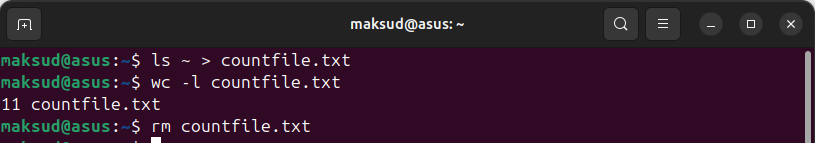 maksud@asus: ~
maksud@asus:~$ ls ~ > countfile.txt
maksud@asus:~$ wc -l countfile.txt
11 countfile.txt
maksud@asus:~$ rm countfile.txt